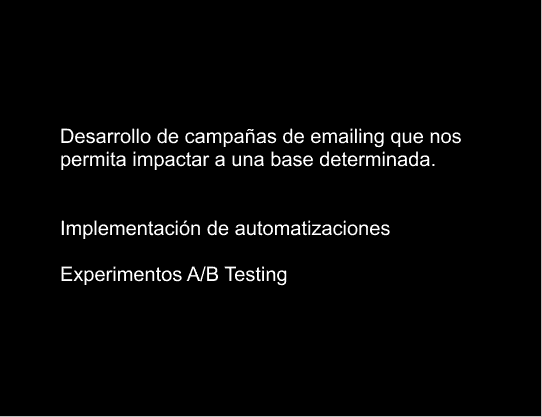 Desarrollo de campañas de emailing que nos
permita impactar a una base determinada.
Implementación de automatizaciones
Experimentos A/B Testing